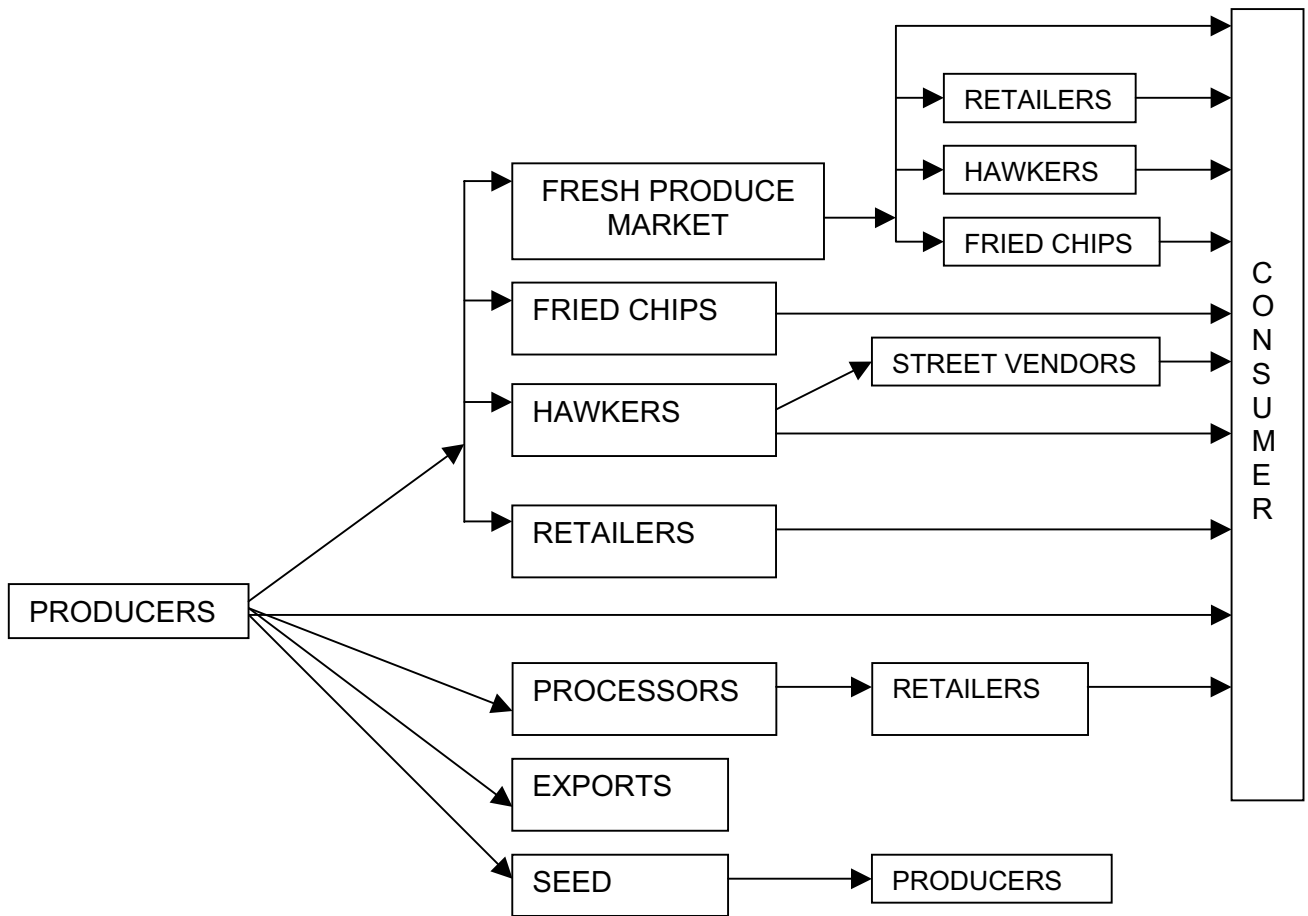 RETAILERS
HAWKERS
FRIED CHIPS
FRESH PRODUCE
MARKET
FRIED CHIPS
STREET VENDORS
HAWKERS
RETAILERS
PRODUCERS
PROCESSORS
RETAILERS
EXPORTS
SEED
PRODUCERS
C
O
N
S
U
M
E
R